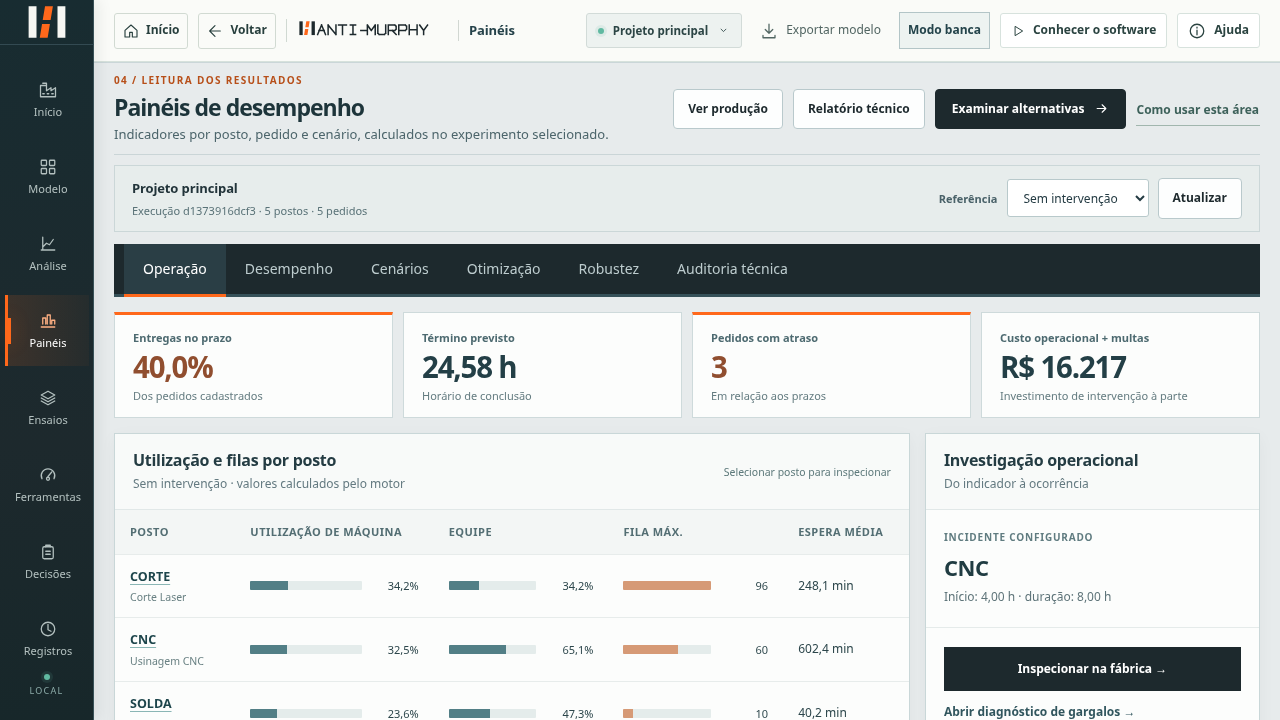 Início
Voltar
ANTI-MURPHY
Painéis
Projeto principal
Exportar modelo
Modo banca
Conhecer o software
Ajuda
Início
Modelo
Análise
Painéis
Ensaios
Ferramentas
Decisões
Registros
LOCAL
04 / LEITURA DOS RESULTADOS
Painéis de desempenho
Indicadores por posto, pedido e cenário, calculados no experimento selecionado.
Ver produção
Relatório técnico
Examinar alternativas →
Como usar esta área
Projeto principal
Execução d1373916dcf3 · 5 postos · 5 pedidos
Referência
Sem intervenção
Atualizar
Operação
Desempenho
Cenários
Otimização
Robustez
Auditoria técnica
Entregas no prazo
40,0%
Dos pedidos cadastrados
Término previsto
24,58 h
Horário de conclusão
Pedidos com atraso
3
Em relação aos prazos
Custo operacional + multas
R$ 16.217
Investimento de intervenção à parte
Utilização e filas por posto
Sem intervenção · valores calculados pelo motor
Selecionar posto para inspecionar
POSTO UTILIZAÇÃO DE MÁQUINA EQUIPE FILA MÁX. ESPERA MÉDIA
CORTE 34,2% 34,2% 96 248,1 min
Corte Laser
CNC 32,5% 65,1% 60 602,4 min
Usinagem CNC
SOLDA 23,6% 47,3% 10 40,2 min
Investigação operacional
Do indicador à ocorrência
INCIDENTE CONFIGURADO
CNC
Início: 4,00 h · duração: 8,00 h
Inspecionar na fábrica →
Abrir diagnóstico de gargalos →